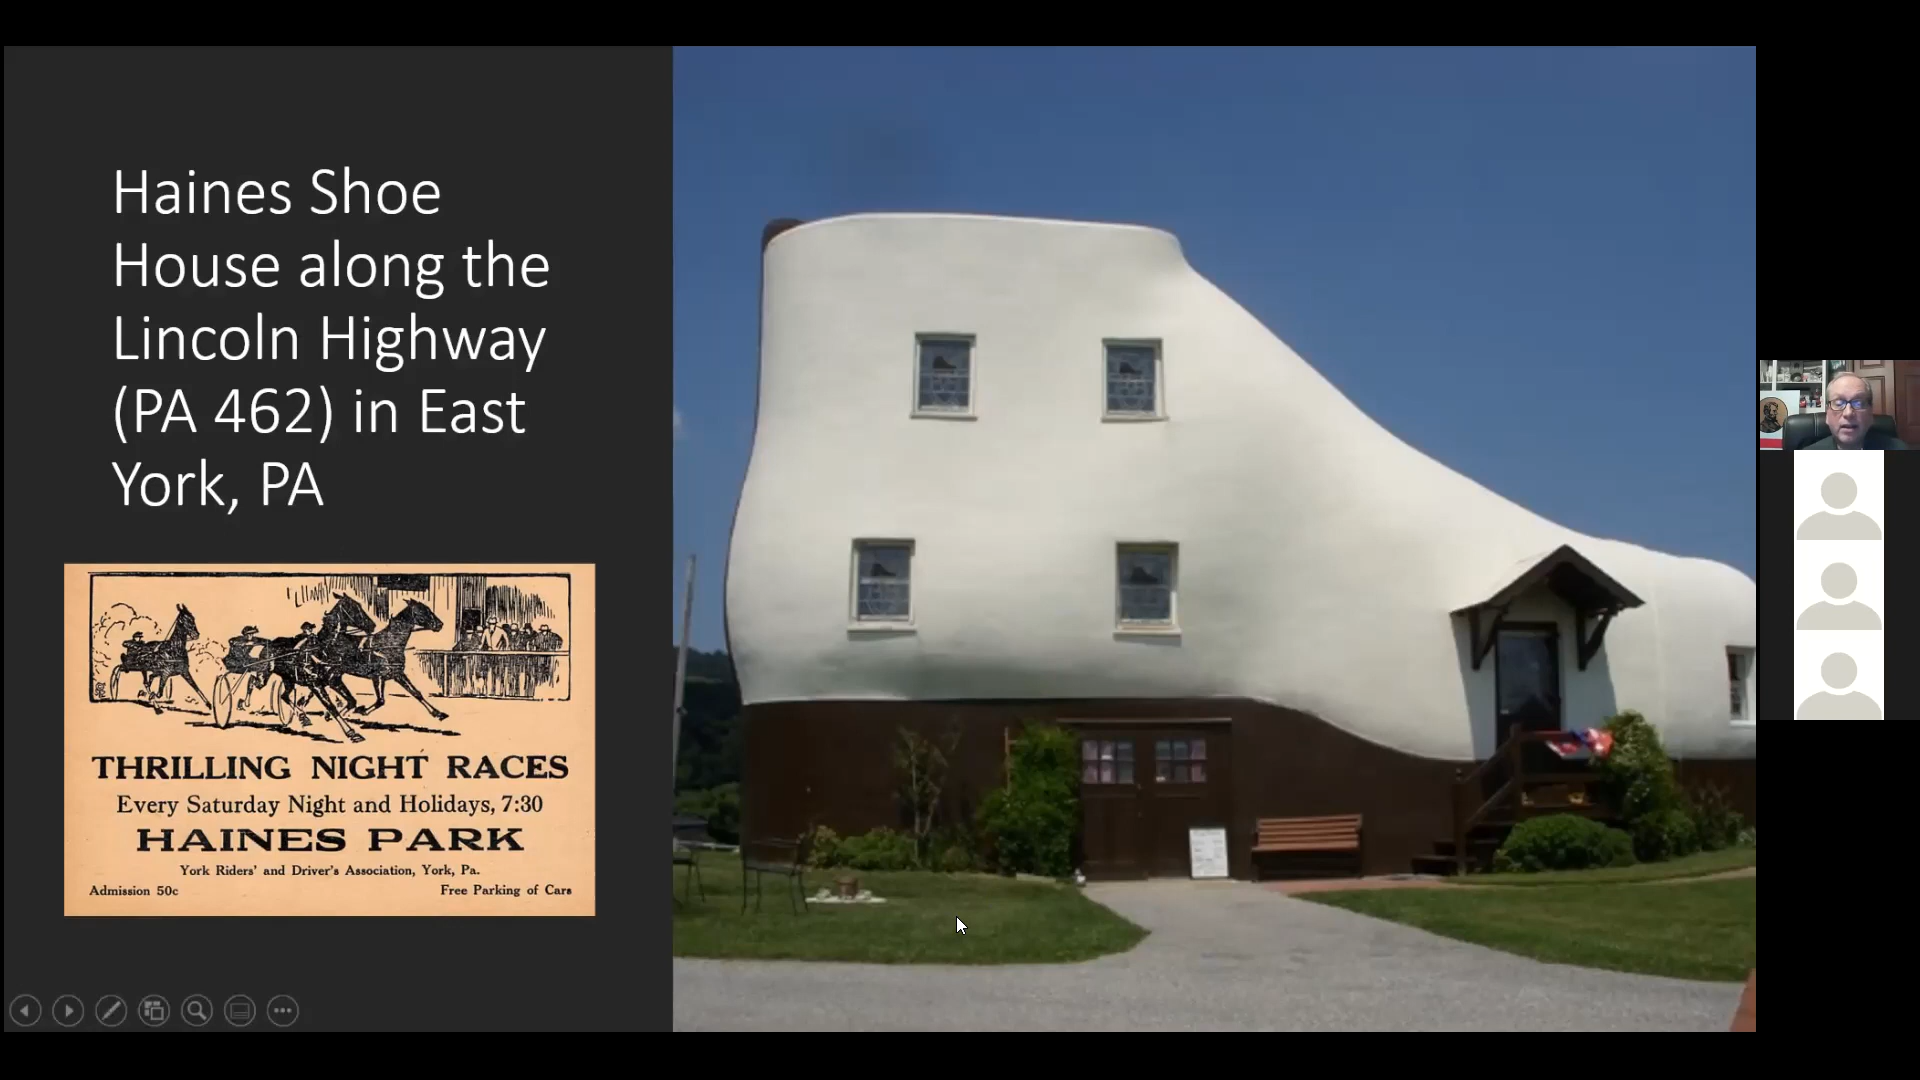 Haines Shoe
House along the
Lincoln Highway
(PA 462) in East
York, PA
THRILLING NIGHT RACES
Every Saturday Night and Holidays, 7:30
HAINES PARK
York Riders' and Driver's Association, York, Pa.
Admission 50c
Free Parking of Cars